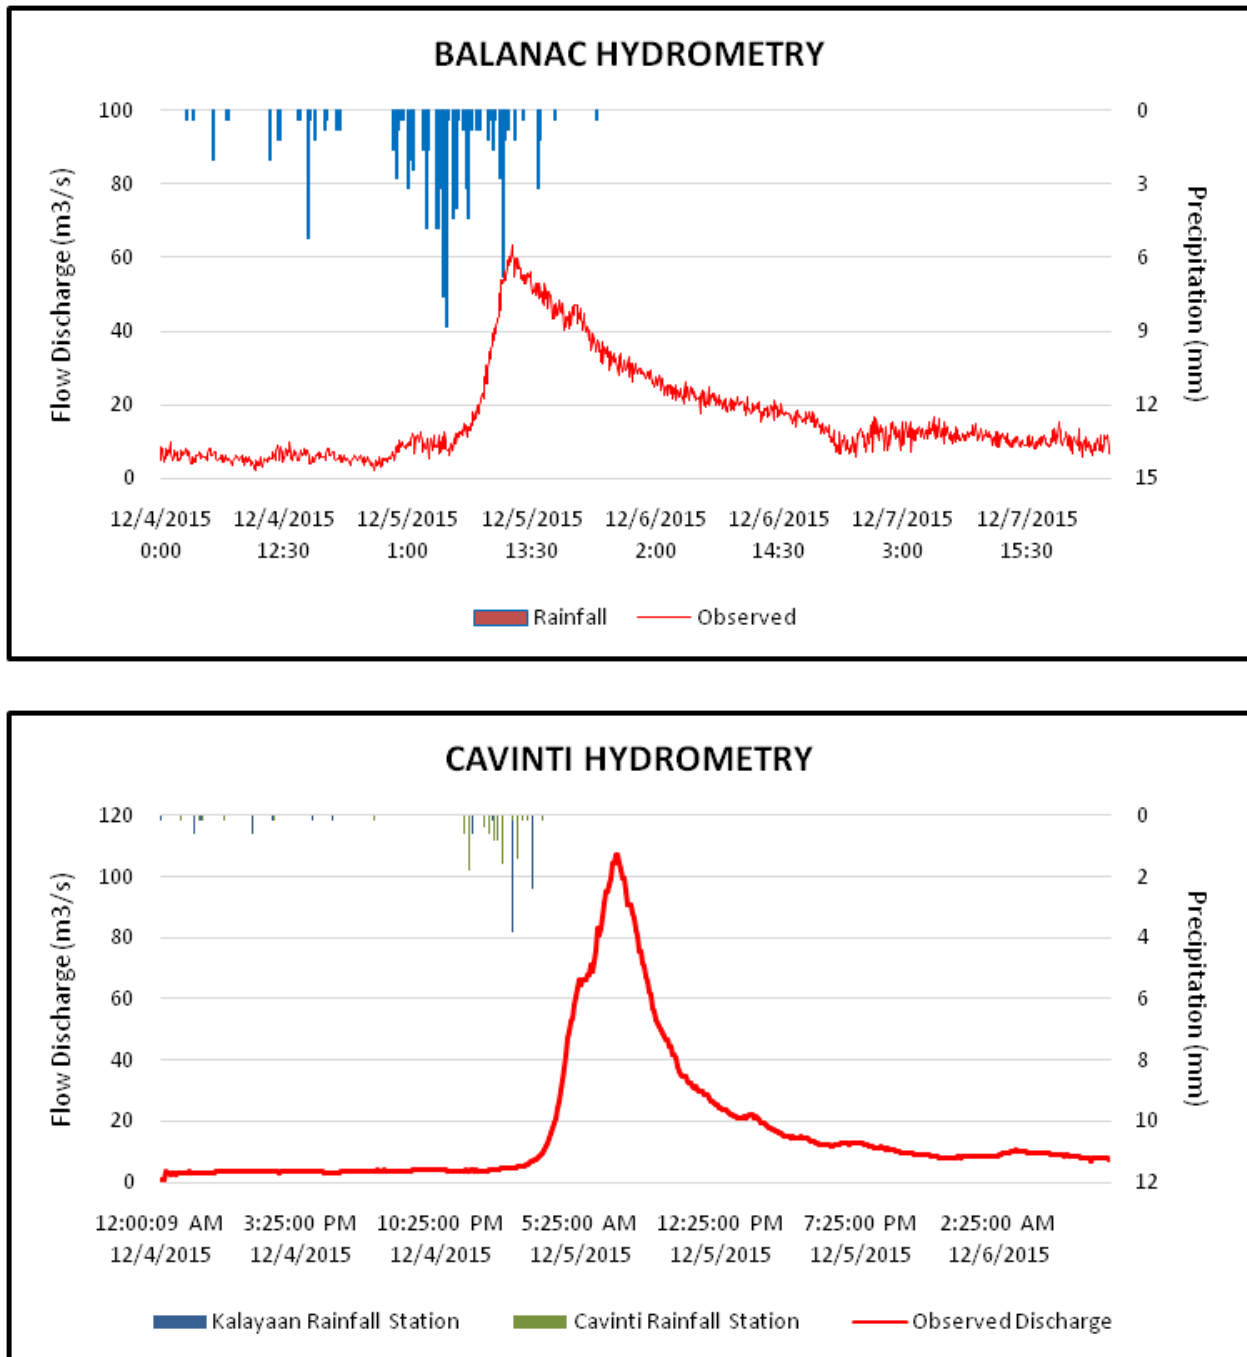 BALANAC HYDROMETRY
Flow Discharge (m3/s)
100
80
60
40
20
0
0
3
6
9
12
15
Precipitation (mm)
12/4/2015 12/4/2015 12/5/2015 12/5/2015 12/6/2015 12/6/2015 12/7/2015 12/7/2015
0:00 12:30 1:00 13:30 2:00 14:30 3:00 15:30
Rainfall Observed
CAVINTI HYDROMETRY
Flow Discharge (m3/s)
120
100
80
60
40
20
0
0
2
4
6
8
10
12
Precipitation (mm)
12:00:09 AM 3:25:00 PM 10:25:00 PM 5:25:00 AM 12:25:00 PM 7:25:00 PM 2:25:00 AM
12/4/2015 12/4/2015 12/4/2015 12/5/2015 12/5/2015 12/5/2015 12/6/2015
Kalayaan Rainfall Station Cavinti Rainfall Station Observed Discharge